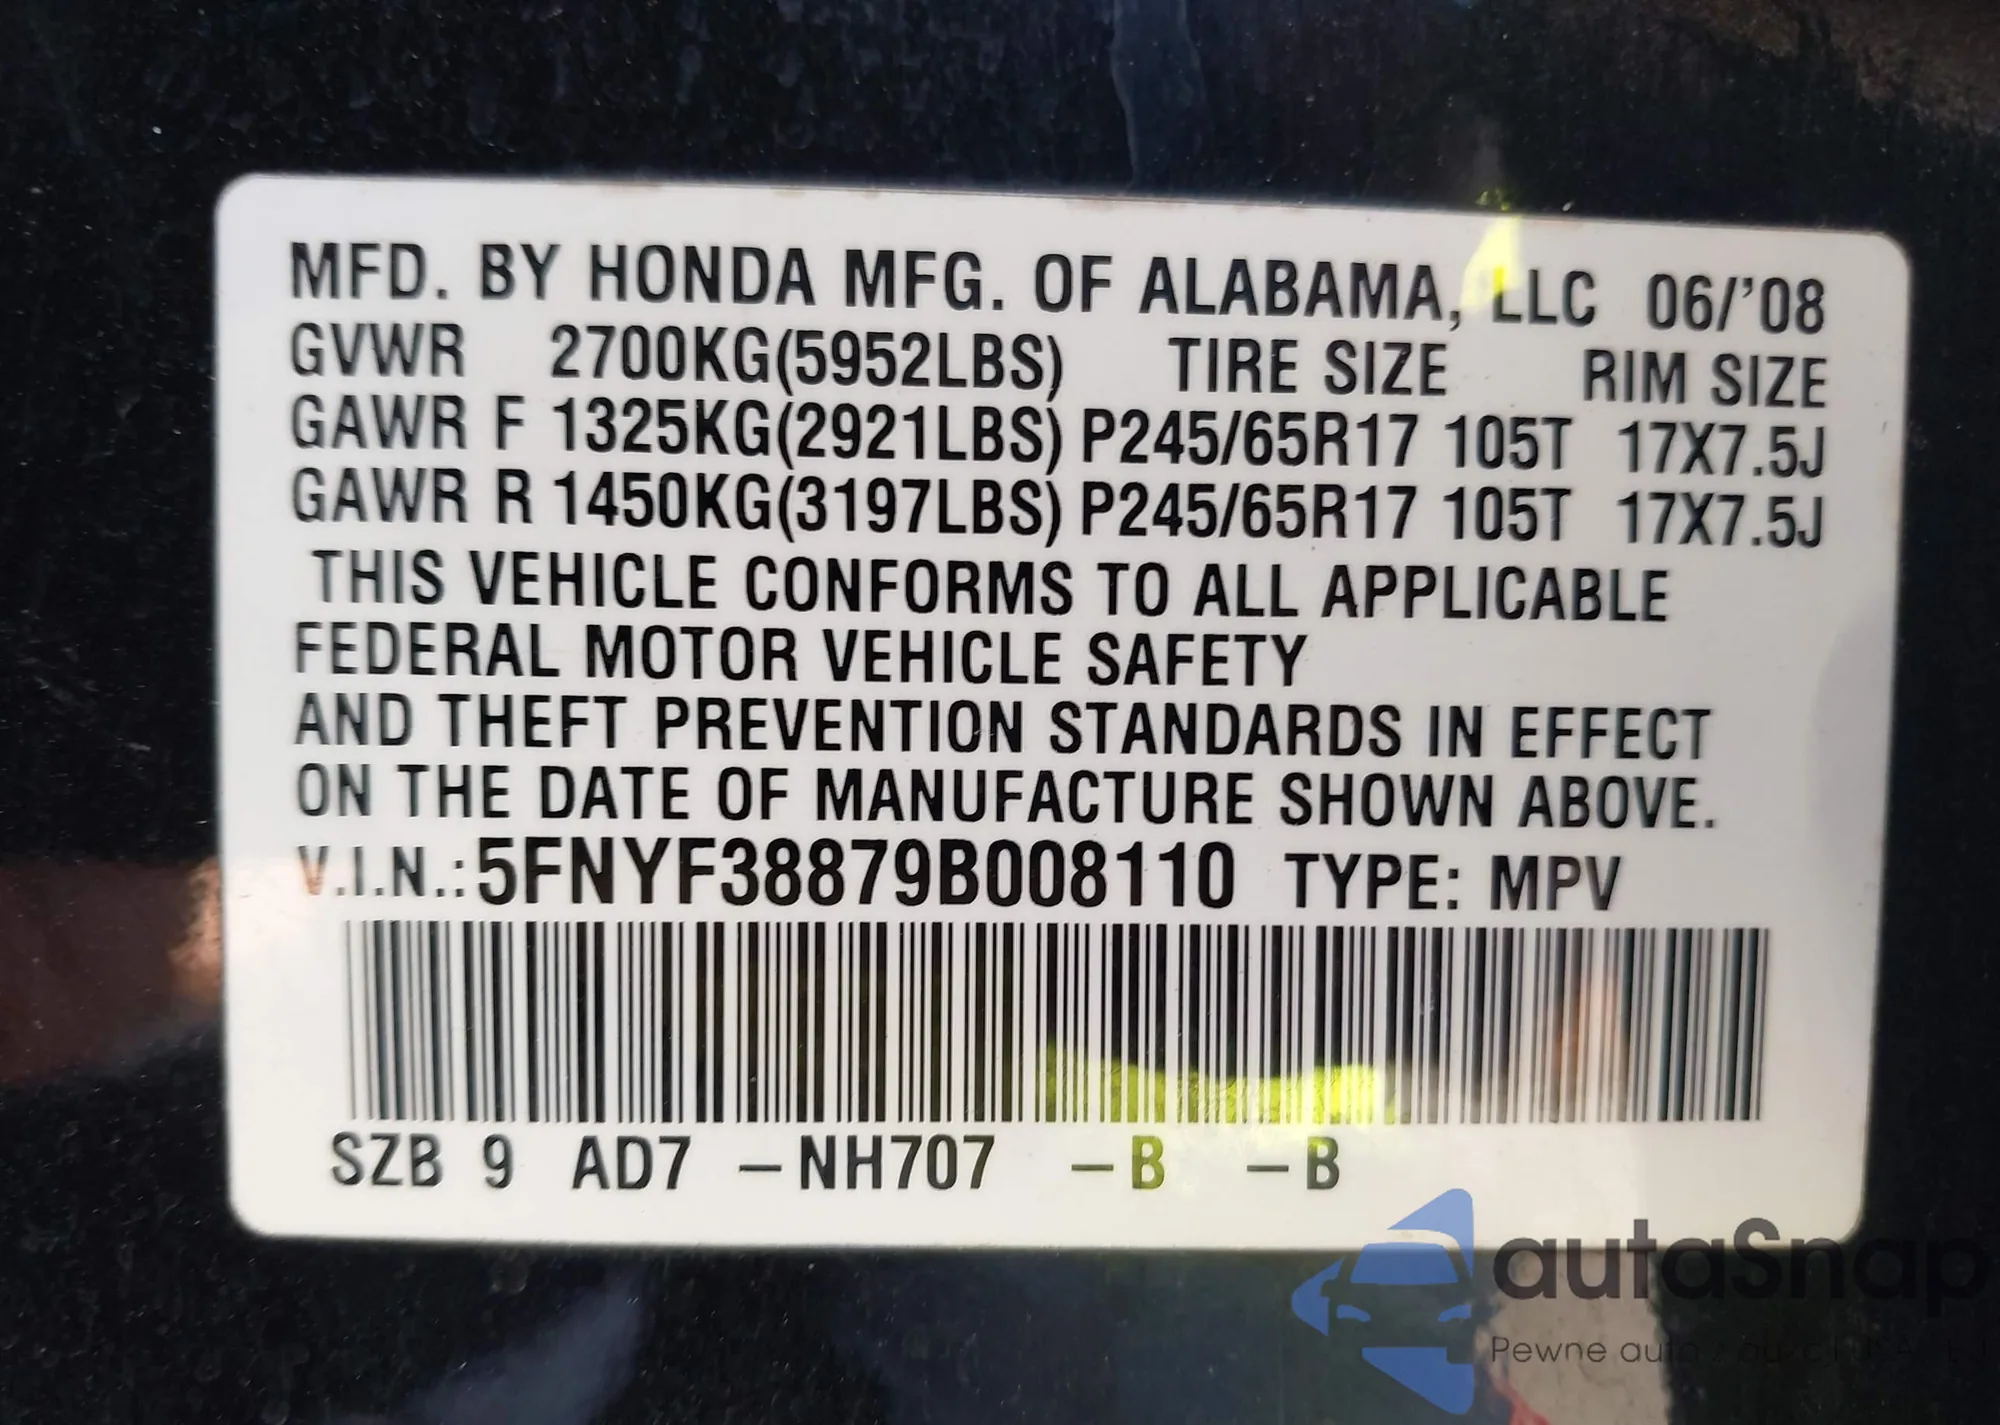 MFD. BY HONDA MFG. OF ALABAMA, LLC 06/'08
GVWR 2700KG(5952LBS) TIRE SIZE RIM SIZE
GAWR F 1325KG(2921LBS) P245/65R17 105T 17X7.5J
GAWR R 1450KG(3197LBS) P245/65R17 105T 17X7.5J
THIS VEHICLE CONFORMS TO ALL APPLICABLE
FEDERAL MOTOR VEHICLE SAFETY
AND THEFT PREVENTION STANDARDS IN EFFECT
ON THE DATE OF MANUFACTURE SHOWN ABOVE.
V.I.N.: 5FNYF38879B008110 TYPE: MPV
SZB 9 AD7 –NH707 –B –B
autaSnap
Pewne auto